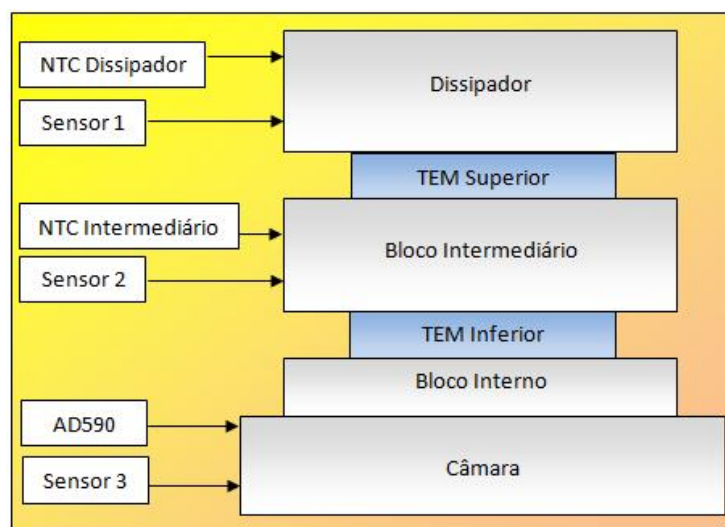 NTC Dissipador
Dissipador
Sensor 1
TEM Superior
NTC Intermediário
Bloco Intermediário
Sensor 2
TEM Inferior
Bloco Interno
AD590
Câmara
Sensor 3